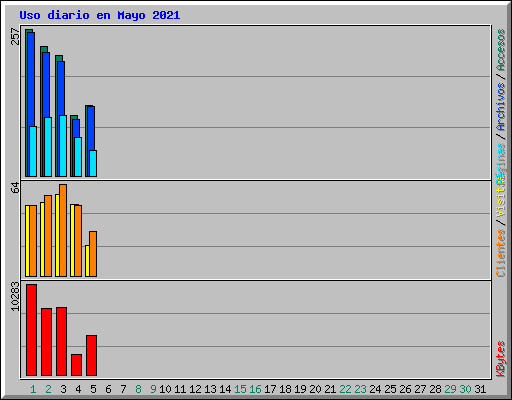 Uso diario en Mayo 2021
257
64
10283
Accesos / Archivos / Páginas
Visitas / Clientes
KBytes
1 2 3 4 5 6 7 8 9 10 11 12 13 14 15 16 17 18 19 20 21 22 23 24 25 26 27 28 29 30 31